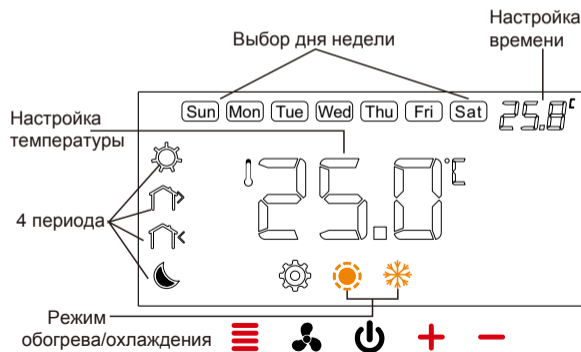 Настройка
времени
Выбор дня недели
Sun Mon Tue Wed Thu Fri Sat 25.8℃
Настройка
температуры
25.0°C
4 периода
Режим
обогрева/охлаждения